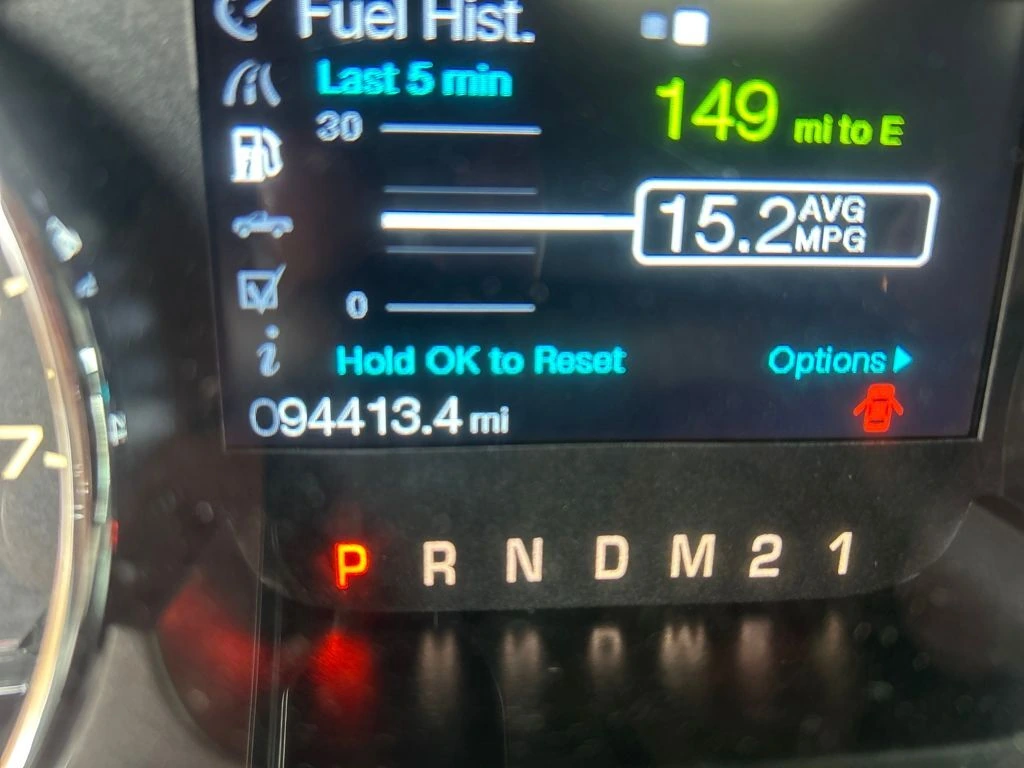 Fuel Hist.
Last 5 min
149 mi to E
30
15.2 AVG MPG
0
Hold OK to Reset
Options
094413.4 mi
P R N D M 2 1
7